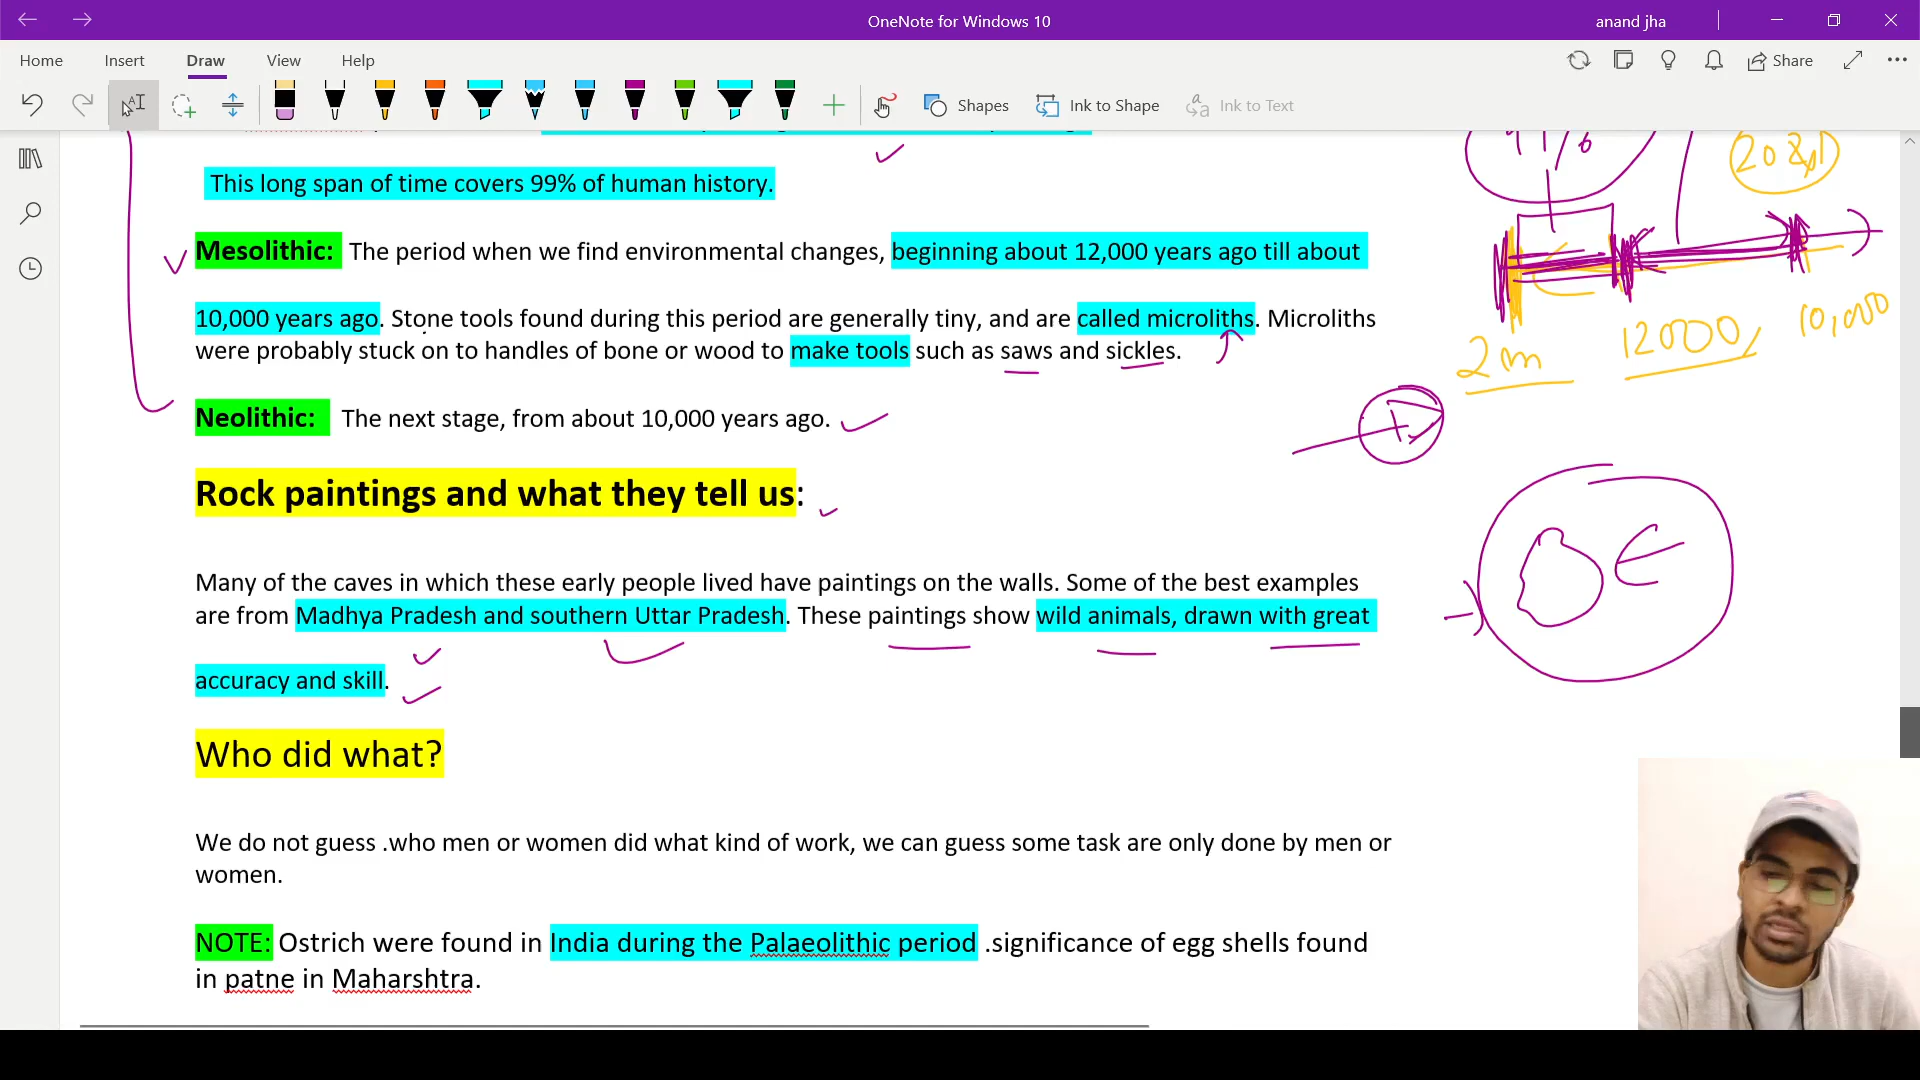 OneNote for Windows 10
anand jha
Home Insert Draw View Help
Share
Shapes Ink to Shape Ink to Text
This long span of time covers 99% of human history.
Mesolithic: The period when we find environmental changes, beginning about 12,000 years ago till about
10,000 years ago. Stone tools found during this period are generally tiny, and are called microliths. Microliths
were probably stuck on to handles of bone or wood to make tools such as saws and sickles.
2m 12000 10,000
Neolithic: The next stage, from about 10,000 years ago.
Rock paintings and what they tell us:
Many of the caves in which these early people lived have paintings on the walls. Some of the best examples
are from Madhya Pradesh and southern Uttar Pradesh. These paintings show wild animals, drawn with great
accuracy and skill.
Who did what?
We do not guess .who men or women did what kind of work, we can guess some task are only done by men or
women.
NOTE: Ostrich were found in India during the Palaeolithic period .significance of egg shells found
in patne in Maharshtra.